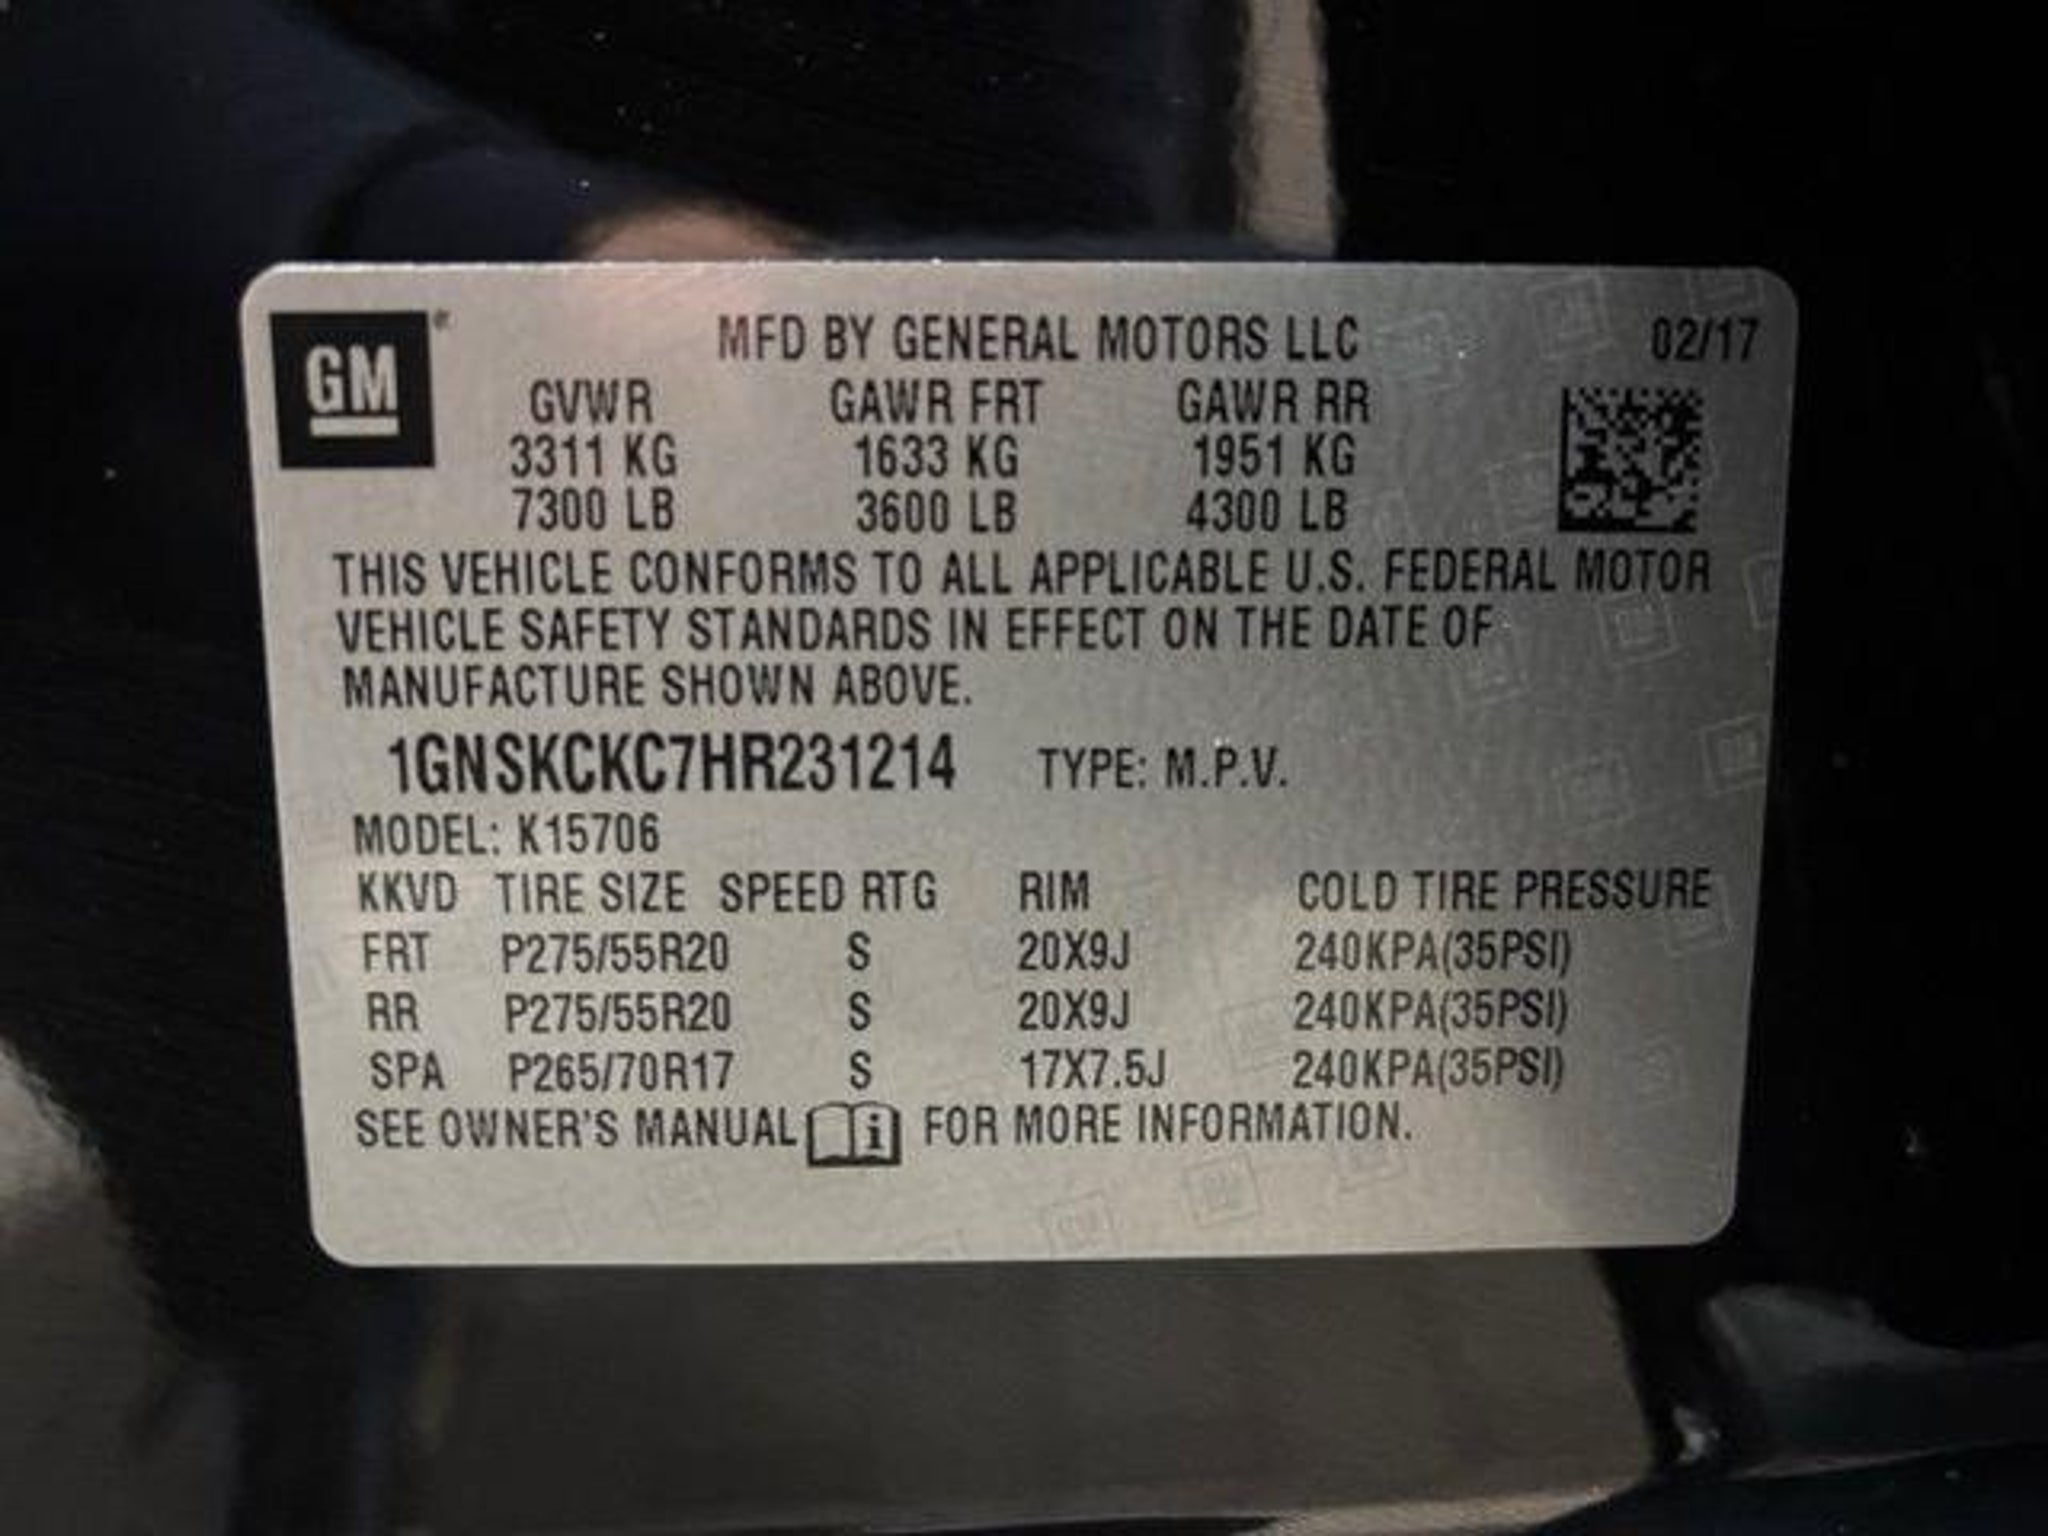 GM
MFD BY GENERAL MOTORS LLC 02/17
GVWR GAWR FRT GAWR RR
3311 KG 1633 KG 1951 KG
7300 LB 3600 LB 4300 LB
THIS VEHICLE CONFORMS TO ALL APPLICABLE U.S. FEDERAL MOTOR
VEHICLE SAFETY STANDARDS IN EFFECT ON THE DATE OF
MANUFACTURE SHOWN ABOVE.
1GNSKCKC7HR231214 TYPE: M.P.V.
MODEL: K15706
KKVD TIRE SIZE SPEED RTG RIM COLD TIRE PRESSURE
FRT P275/55R20 S 20X9J 240KPA(35PSI)
RR P275/55R20 S 20X9J 240KPA(35PSI)
SPA P265/70R17 S 17X7.5J 240KPA(35PSI)
SEE OWNER'S MANUAL i FOR MORE INFORMATION.